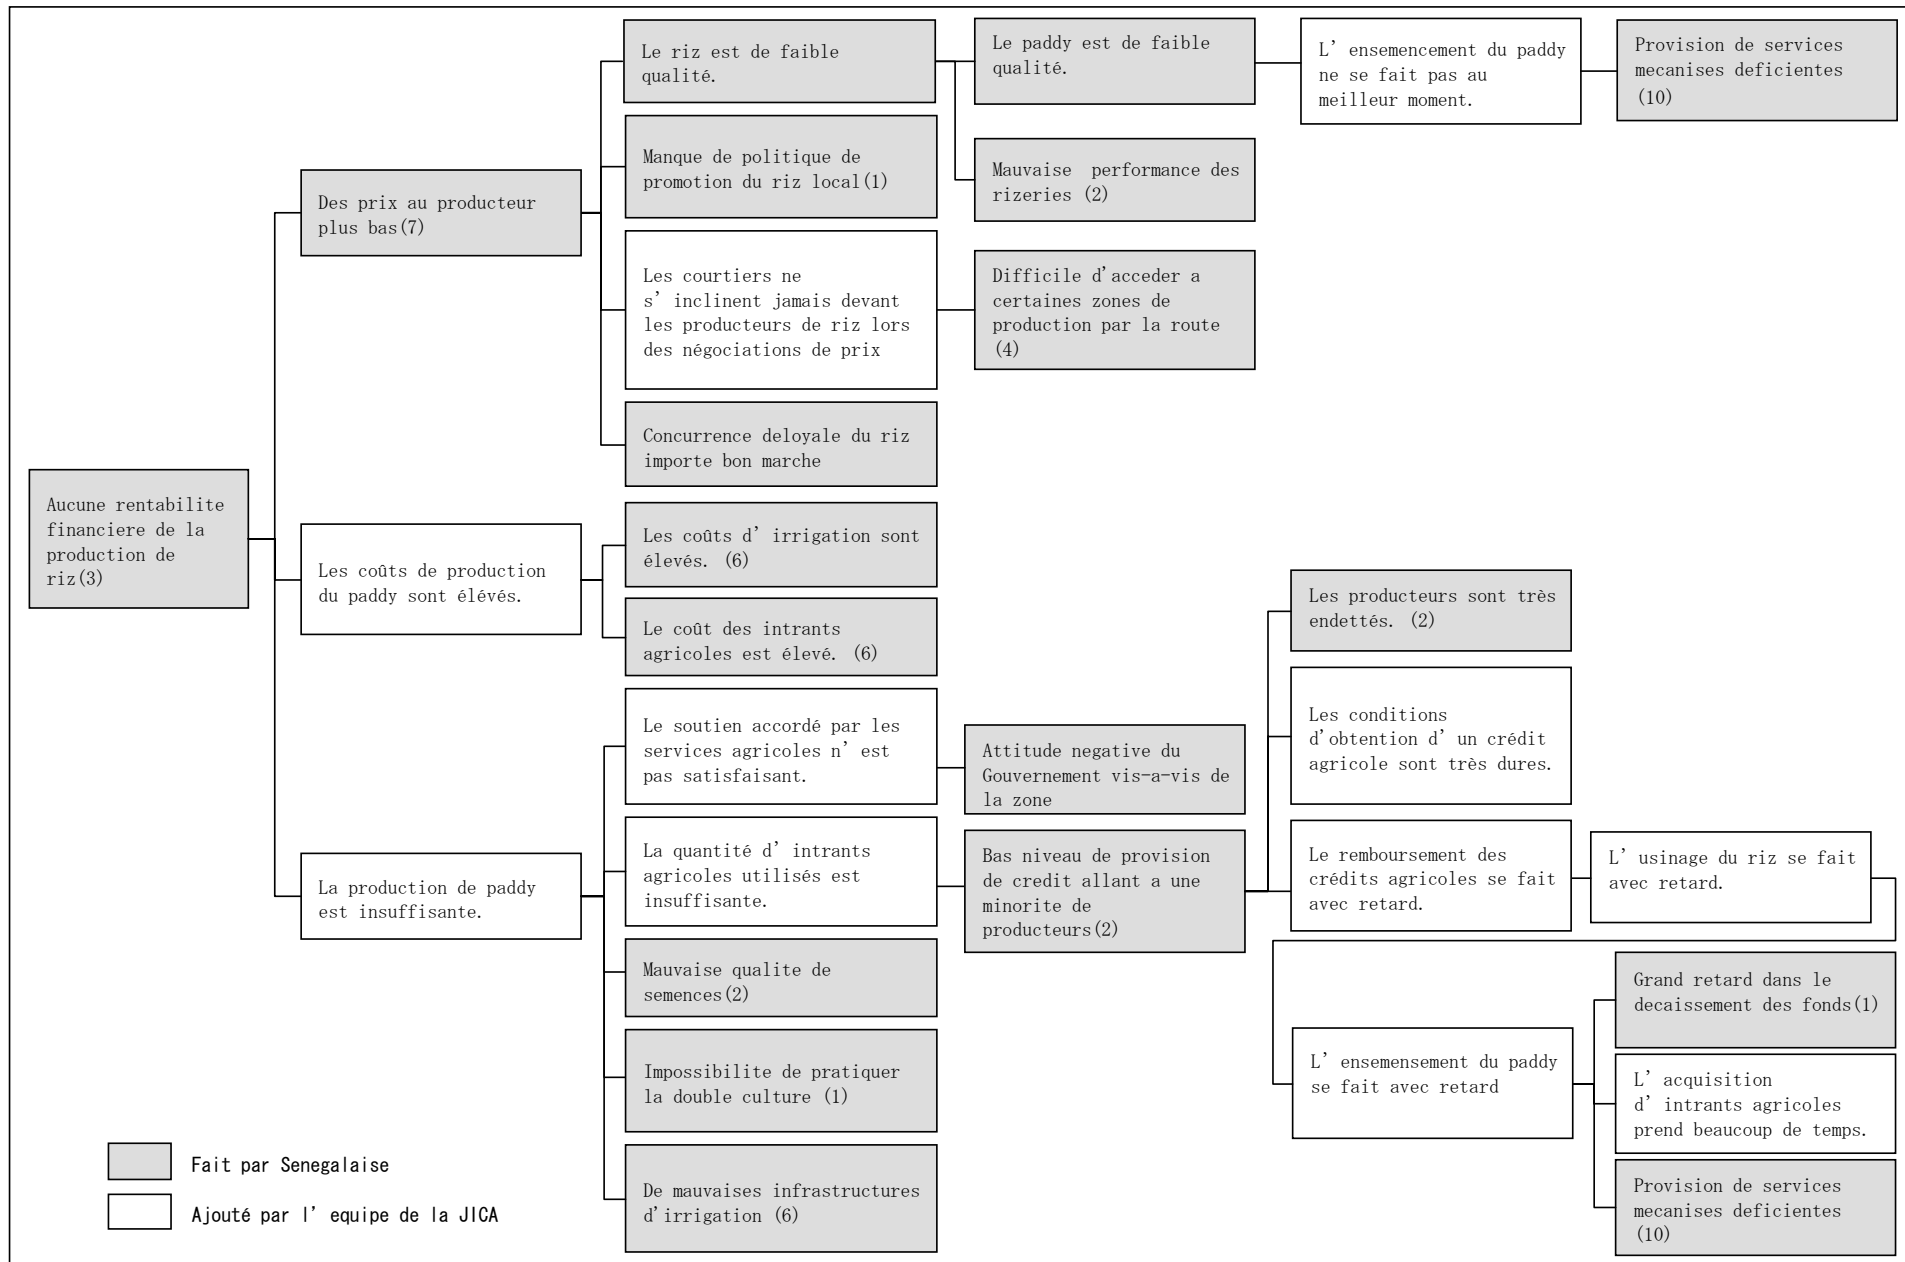 Le riz est de faible
qualité.
Le paddy est de faible
qualité.
L’ ensemencement du paddy
ne se fait pas au
meilleur moment.
Provision de services
mecanises deficientes
(10)
Manque de politique de
promotion du riz local(1)
Mauvaise  performance des
rizeries (2)
Des prix au producteur
plus bas(7)
Les courtiers ne
s’ inclinent jamais devant
les producteurs de riz lors
des négociations de prix
Difficile d'acceder a
certaines zones de
production par la route
(4)
Concurrence deloyale du riz
importe bon marche
Aucune rentabilite
financiere de la
production de
riz(3)
Les coûts de production
du paddy sont élévés.
Les coûts d’ irrigation sont
élevés. (6)
Le coût des intrants
agricoles est élevé. (6)
Les producteurs sont très
endettés. (2)
Le soutien accordé par les
services agricoles n’ est
pas satisfaisant.
Attitude negative du
Gouvernement vis-a-vis de
la zone
Les conditions
d'obtention d’ un crédit
agricole sont très dures.
La production de paddy
est insuffisante.
La quantité d’ intrants
agricoles utilisés est
insuffisante.
Bas niveau de provision
de credit allant a une
minorite de
producteurs(2)
Le remboursement des
crédits agricoles se fait
avec retard.
L’ usinage du riz se fait
avec retard.
Mauvaise qualite de
semences(2)
Impossibilite de pratiquer
la double culture (1)
De mauvaises infrastructures
d'irrigation (6)
L’ ensemensement du paddy
se fait avec retard
Grand retard dans le
decaissement des fonds(1)
L’ acquisition
d’ intrants agricoles
prend beaucoup de temps.
Provision de services
mecanises deficientes
(10)
Fait par Senegalaise
Ajouté par l’ equipe de la JICA